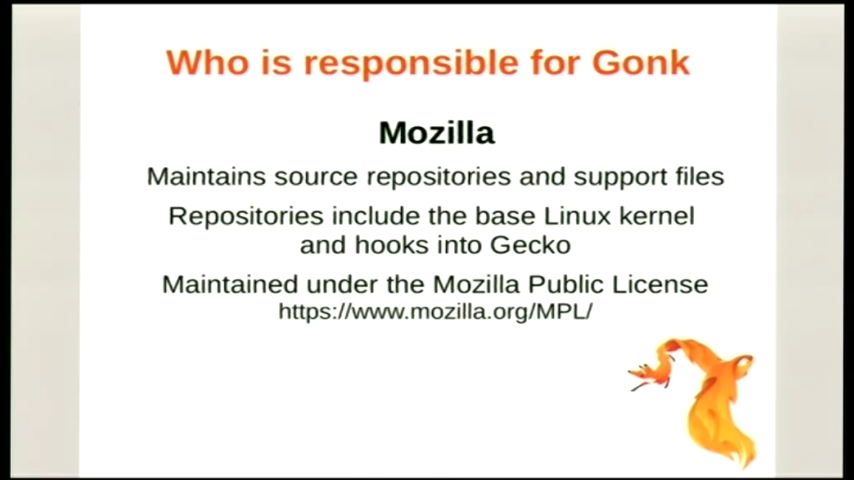 Who is responsible for Gonk
Mozilla
Maintains source repositories and support files
Repositories include the base Linux kernel
and hooks into Gecko
Maintained under the Mozilla Public License
https://www.mozilla.org/MPL/